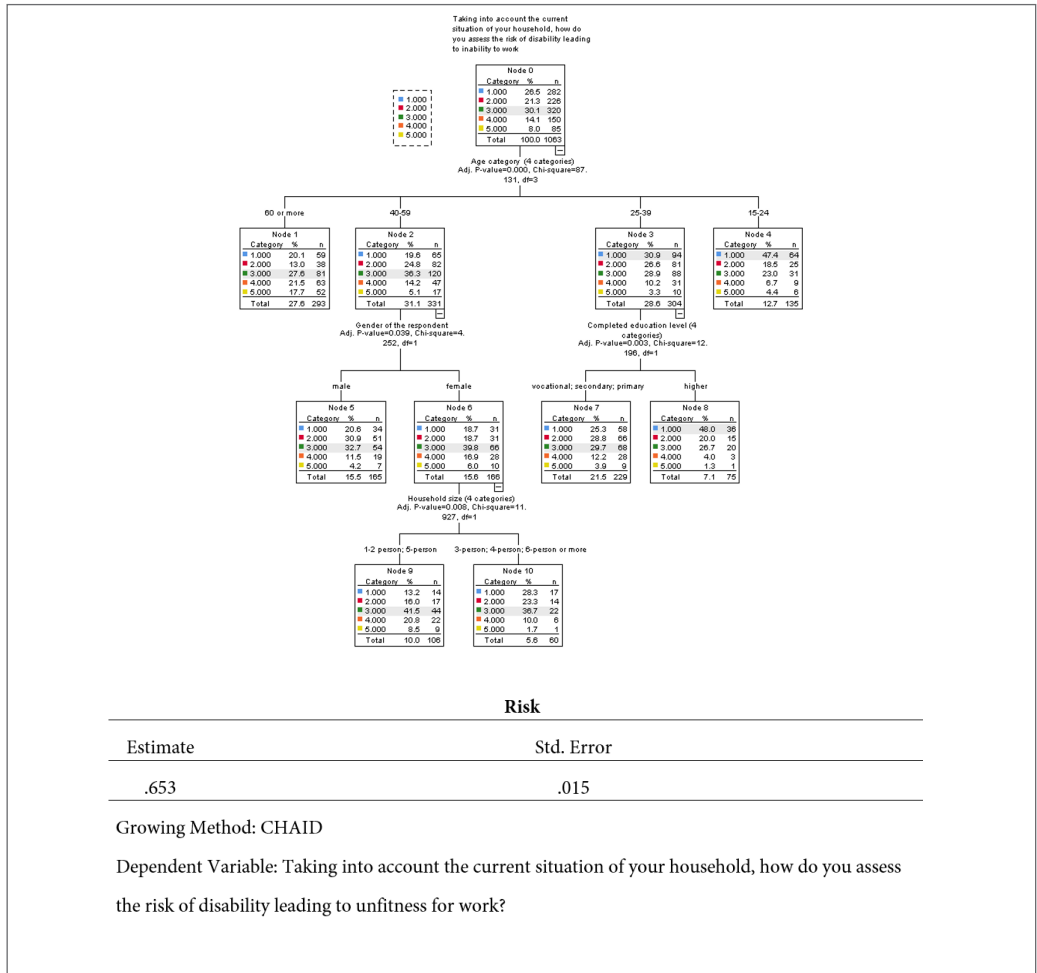 Taking into account the current
situation of your household, how do
you assess the risk of disability leading
to inability to work
Node 0
Category % n
1.000 26.5 282
2.000 21.3 226
3.000 30.1 320
4.000 14.1 150
5.000 8.0 85
Total 100.0 1063
1.000
2.000
3.000
4.000
5.000
Age category (4 categories)
Adj. P-value=0.000, Chi-square=87.
131, df=3
60 or more
40-59
25-39
15-24
Node 1
Category % n
1.000 20.1 59
2.000 13.0 38
3.000 27.6 81
4.000 21.5 63
5.000 17.7 52
Total 27.6 293
Node 2
Category % n
1.000 19.6 65
2.000 24.8 82
3.000 36.3 120
4.000 14.2 47
5.000 5.1 17
Total 31.1 331
Node 3
Category % n
1.000 30.9 94
2.000 26.6 81
3.000 28.9 88
4.000 10.2 31
5.000 3.3 10
Total 28.6 304
Node 4
Category % n
1.000 47.4 64
2.000 18.5 25
3.000 23.0 31
4.000 6.7 9
5.000 4.4 6
Total 12.7 135
Gender of the respondent
Adj. P-value=0.039, Chi-square=4.
252, df=1
Completed education level (4
categories)
Adj. P-value=0.003, Chi-square=12.
196, df=1
male
female
vocational; secondary; primary
higher
Node 5
Category % n
1.000 20.6 34
2.000 30.9 51
3.000 32.7 54
4.000 11.5 19
5.000 4.2 7
Total 15.5 165
Node 6
Category % n
1.000 18.7 31
2.000 18.7 31
3.000 39.8 66
4.000 16.9 28
5.000 6.0 10
Total 15.6 166
Node 7
Category % n
1.000 25.3 58
2.000 28.8 66
3.000 29.7 68
4.000 12.2 28
5.000 3.9 9
Total 21.5 229
Node 8
Category % n
1.000 48.0 36
2.000 20.0 15
3.000 26.7 20
4.000 4.0 3
5.000 1.3 1
Total 7.1 75
Household size (4 categories)
Adj. P-value=0.008, Chi-square=11.
927, df=1
1-2 person; 5-person
3-person; 4-person; 6-person or more
Node 9
Category % n
1.000 13.2 14
2.000 16.0 17
3.000 41.5 44
4.000 20.8 22
5.000 8.5 9
Total 10.0 106
Node 10
Category % n
1.000 28.3 17
2.000 23.3 14
3.000 36.7 22
4.000 10.0 6
5.000 1.7 1
Total 5.6 60
Risk
Estimate Std. Error
.653 .015
Growing Method: CHAID
Dependent Variable: Taking into account the current situation of your household, how do you assess
the risk of disability leading to unfitness for work?